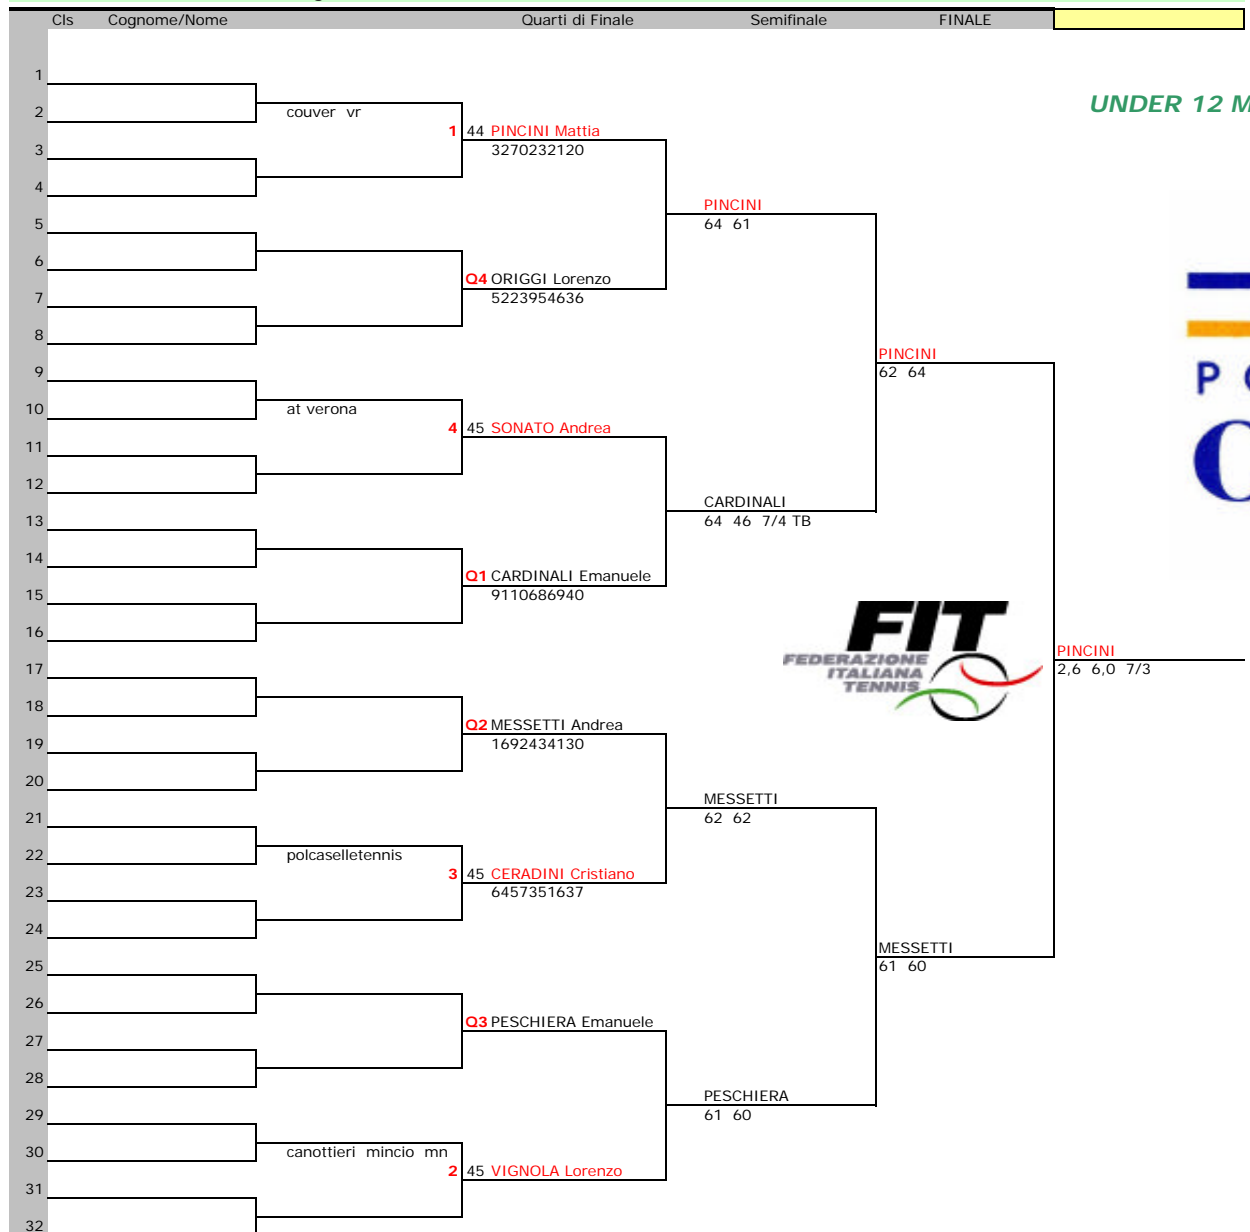 Cls Cognome/Nome Quarti di Finale Semifinale FINALE
1
2 couver vr
UNDER 12 M
1 44 PINCINI Mattia
3270232120
3
4
PINCINI
64 61
5
6
Q4 ORIGGI Lorenzo
5223954636
7
8
9
PINCINI
62 64
P
10 at verona
4 45 SONATO Andrea
11
12
CARDINALI
64 46 7/4 TB
13
14
Q1 CARDINALI Emanuele
9110686940
15
16
FIT
FEDERAZIONE
ITALIANA
TENNIS
PINCINI
2,6 6,0 7/3
17
18
Q2 MESSETTI Andrea
1692434130
19
20
MESSETTI
62 62
21
22 polcaselletennis
3 45 CERADINI Cristiano
6457351637
23
24
MESSETTI
61 60
25
26
Q3 PESCHIERA Emanuele
27
28
PESCHIERA
61 60
29
30 canottieri mincio mn
2 45 VIGNOLA Lorenzo
31
32